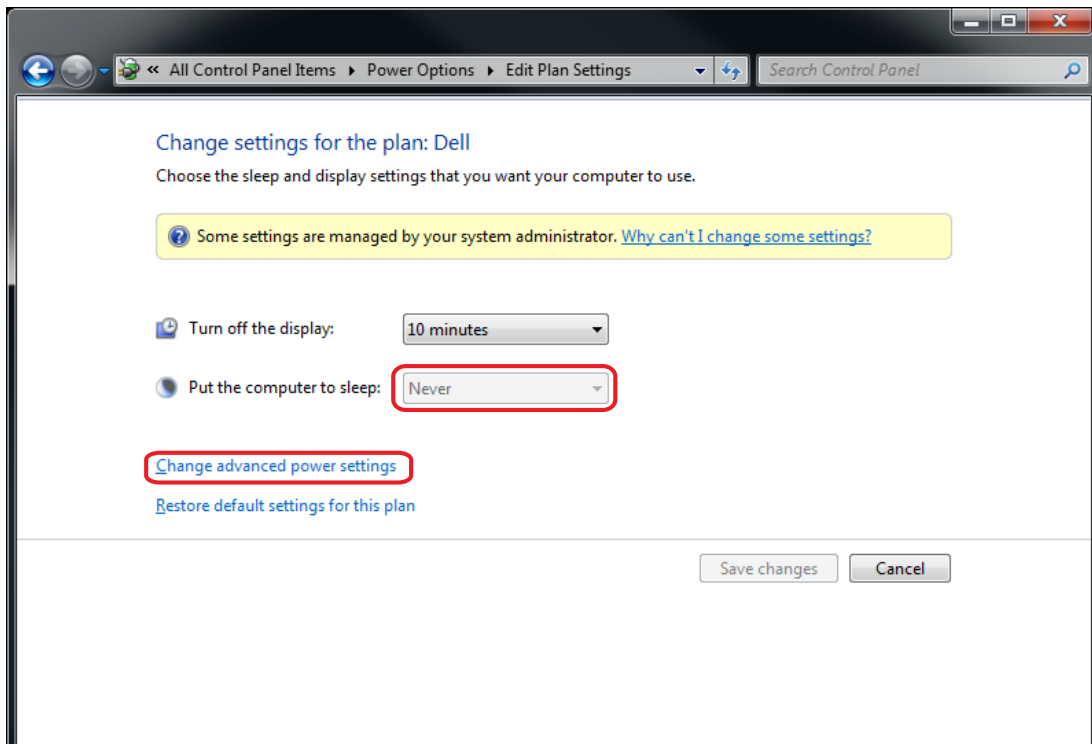 « All Control Panel Items ▸ Power Options ▸ Edit Plan Settings Search Control Panel
Change settings for the plan: Dell
Choose the sleep and display settings that you want your computer to use.
Some settings are managed by your system administrator. Why can't I change some settings?
Turn off the display: 10 minutes
Put the computer to sleep: Never
Change advanced power settings
Restore default settings for this plan
Save changes Cancel